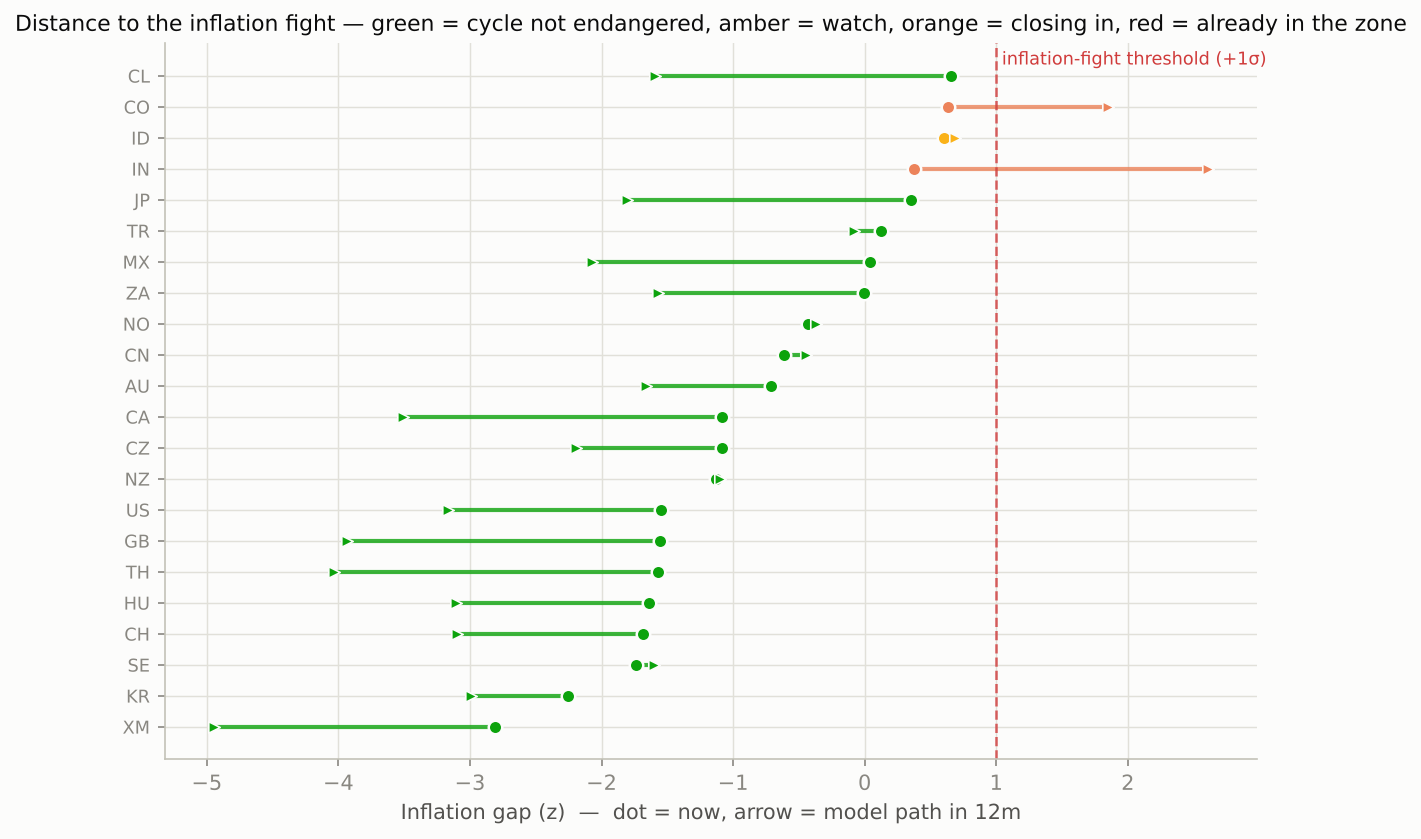 Distance to the inflation fight — green = cycle not endangered, amber = watch, orange = closing in, red = already in the zone
inflation-fight threshold (+1σ)
CL
CO
ID
IN
JP
TR
MX
ZA
NO
CN
AU
CA
CZ
NZ
US
GB
TH
HU
CH
SE
KR
XM
−5 −4 −3 −2 −1 0 1 2
Inflation gap (z) — dot = now, arrow = model path in 12m